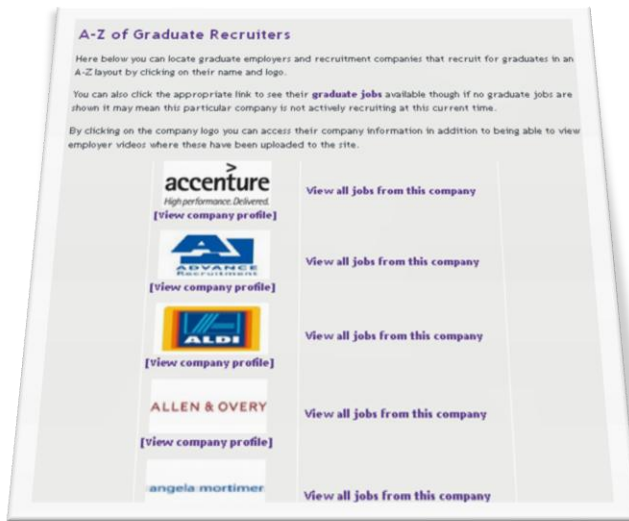 A-Z of Graduate Recruiters
Here below you can locate graduate employers and recruitment companies that recruit for graduates in an
A-Z layout by clicking on their name and logo.
You can also click the appropriate link to see their graduate jobs available though if no graduate jobs are
shown it may mean this particular company is not actively recruiting at this current time.
By clicking on the company logo you can access their company information in addition to being able to view
employer videos where these have been uploaded to the site.
accenture
High performance. Delivered.
[View company profile]
View all jobs from this company
ADVANCE
Recruitment
[View company profile]
View all jobs from this company
ALDI
[View company profile]
View all jobs from this company
ALLEN & OVERY
[View company profile]
View all jobs from this company
angela mortimer
View all jobs from this company